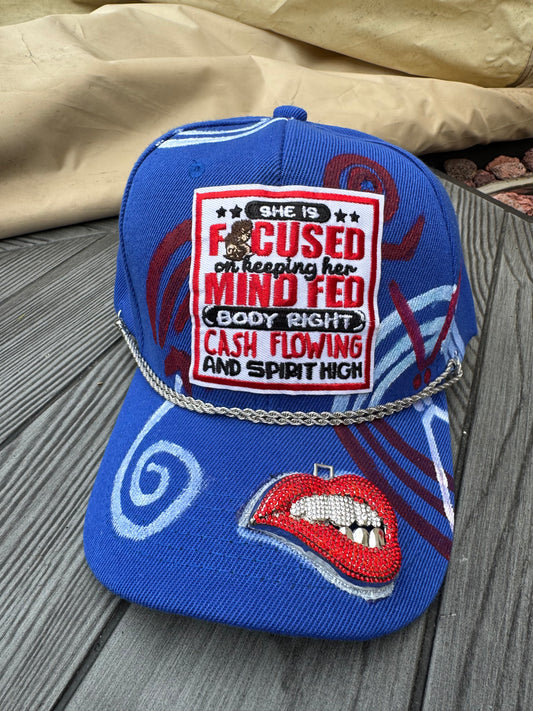 SHE IS
FOCUSED
on keeping her
MIND FED
BODY RIGHT
CASH FLOWING
AND SPIRIT HIGH